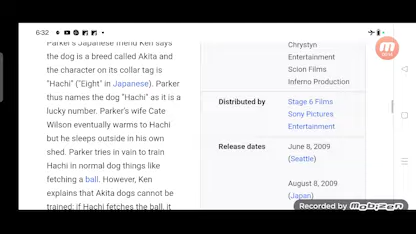 6:32
Parker's Japanese friend Ken says
the dog is a breed called Akita and
the character on its collar tag is
"Hachi" ("Eight" in Japanese). Parker
thus names the dog "Hachi" as it is a
lucky number. Parker's wife Cate
Wilson eventually warms to Hachi
but he sleeps outside in his own
shed. Parker tries in vain to train
Hachi in normal dog things like
fetching a ball. However, Ken
explains that Akita dogs cannot be
trained; if Hachi fetches the ball, it
Chrystyn
Entertainment
Scion Films
Inferno Production
Distributed by
Stage 6 Films
Sony Pictures
Entertainment
Release dates
June 8, 2009
(Seattle)
August 8, 2009
(Japan)
Recorded by Mobizen